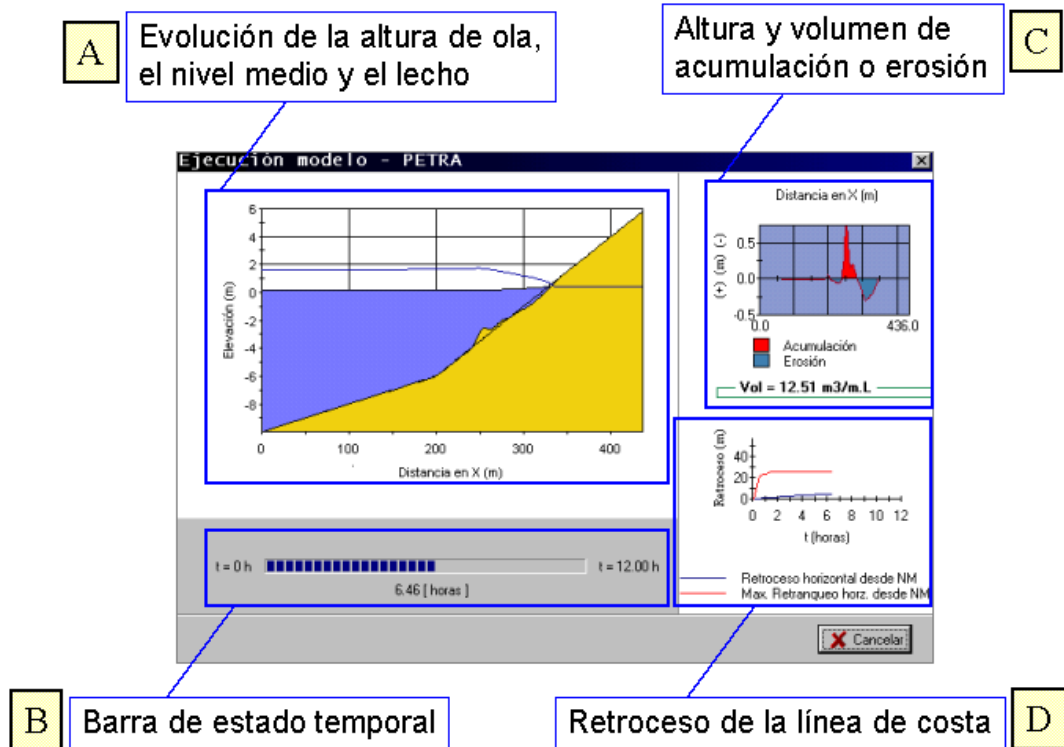 A
Evolución de la altura de ola,
el nivel medio y el lecho
Altura y volumen de
acumulación o erosión
C
Ejecución modelo - PETRA
6
4
2
0
-2
-4
-6
-8
Elevación (m)
0 100 200 300 400
Distancia en X (m)
Distancia en X (m)
(+) (m) (-)
0.5
0.0
-0.5
0.0 436.0
Acumulación
Erosión
Vol = 12.51 m3/m.L
Retroceso (m)
40
20
0
0 2 4 6 8 10 12
t (horas)
Retroceso horizontal desde NM
Max. Retranqueo horz. desde NM
t = 0 h
t = 12.00 h
6.46 [ horas ]
Cancelar
B
Barra de estado temporal
Retroceso de la línea de costa
D